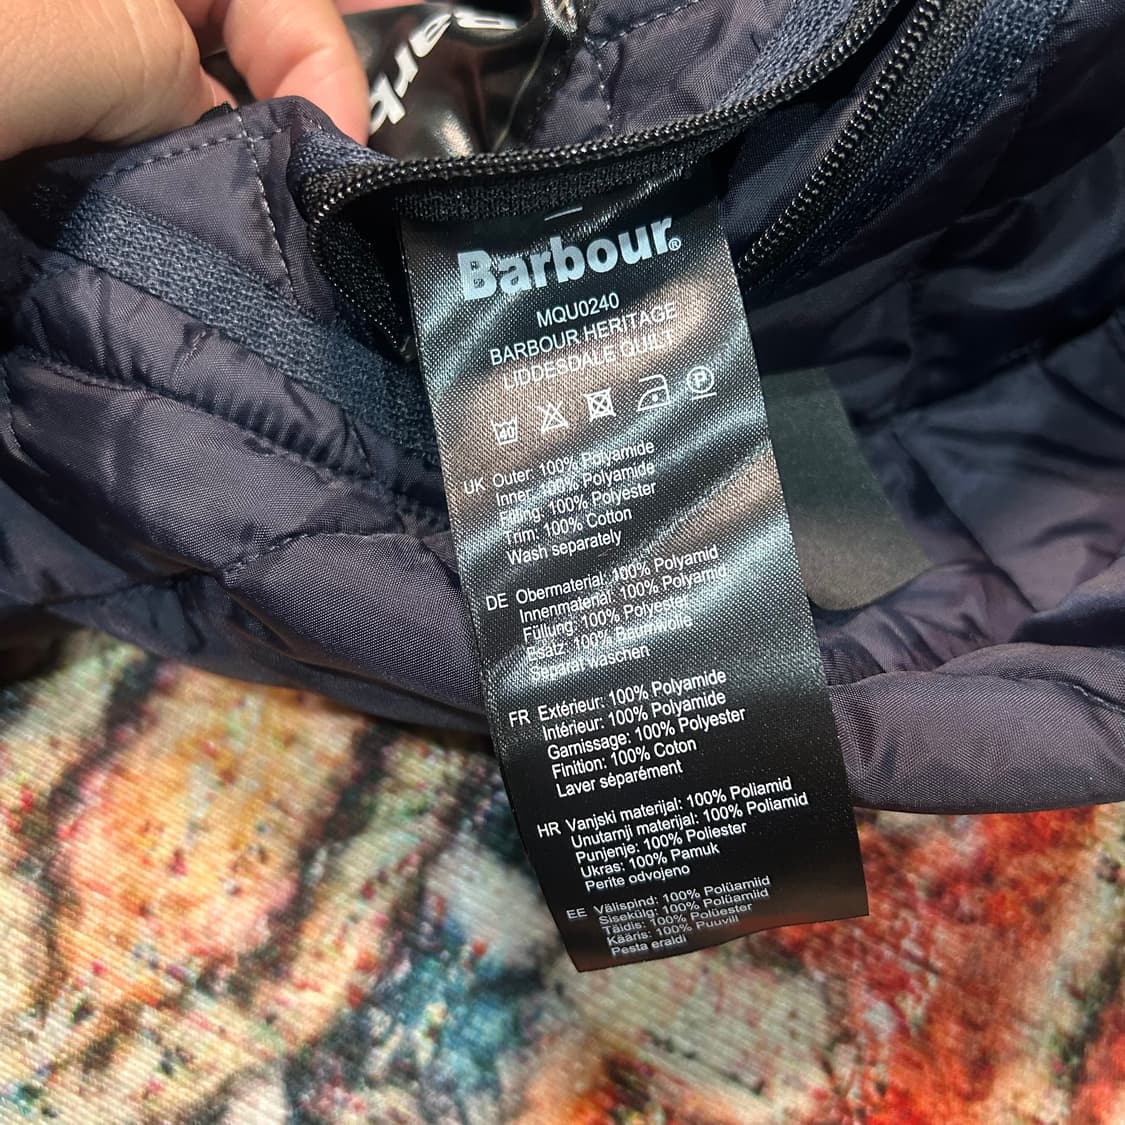 Barbour®
MQU0240
BARBOUR HERITAGE
LIDDESDALE QUILT
40
P
UK Outer: 100% Polyamide
Inner: 100% Polyamide
Filling: 100% Polyester
Trim: 100% Cotton
Wash separately
DE Obermaterial: 100% Polyamid
Innenmaterial: 100% Polyamid
Füllung: 100% Polyester
Esatz: 100% Baumwolle
Separat waschen
FR Extérieur: 100% Polyamide
Intérieur: 100% Polyamide
Garnissage: 100% Polyester
Finition: 100% Coton
Laver séparément
HR Vanjski materijal: 100% Poliamid
Unutarnji materijal: 100% Poliamid
Punjenje: 100% Poliester
Ukras: 100% Pamuk
Perite odvojeno
EE Välispind: 100% Polüamiid
Sisekülg: 100% Polüamiid
Täidis: 100% Polüester
Kääris: 100% Puuvill
Pesta eraldi
Barb